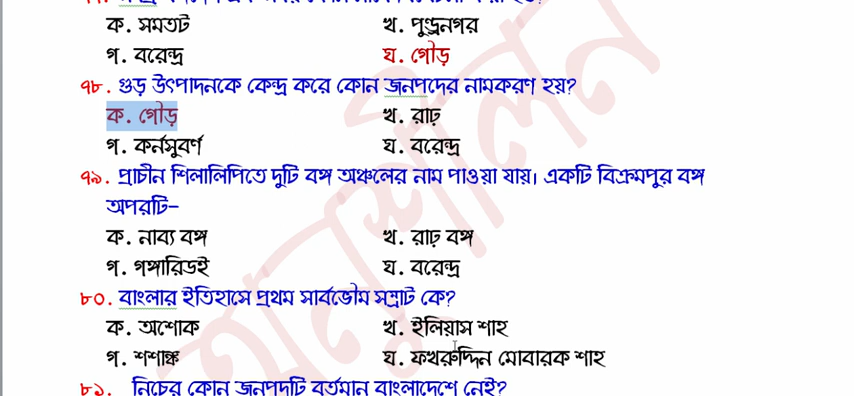 ক. সমতট খ. পুণ্ড্রনগর
গ. বরেন্দ্র ঘ. গৌড়
৭৮. গুড় উৎপাদনকে কেন্দ্র করে কোন জনপদের নামকরণ হয়?
ক. গৌড় খ. রাঢ়
গ. কর্নসুবর্ণ ঘ. বরেন্দ্র
৭৯. প্রাচীন শিলালিপিতে দুটি বঙ্গ অঞ্চলের নাম পাওয়া যায়। একটি বিক্রমপুর বঙ্গ
অপরটি–
ক. নাব্য বঙ্গ খ. রাঢ় বঙ্গ
গ. গঙ্গারিডই ঘ. বরেন্দ্র
৮০. বাংলার ইতিহাসে প্রথম সার্বভৌম সম্রাট কে?
ক. অশোক খ. ইলিয়াস শাহ
গ. শশাঙ্ক ঘ. ফখরুদ্দিন মোবারক শাহ
৮১. নিচের কোন জনপদটি বর্তমান বাংলাদেশে নেই?
অনুশীলন